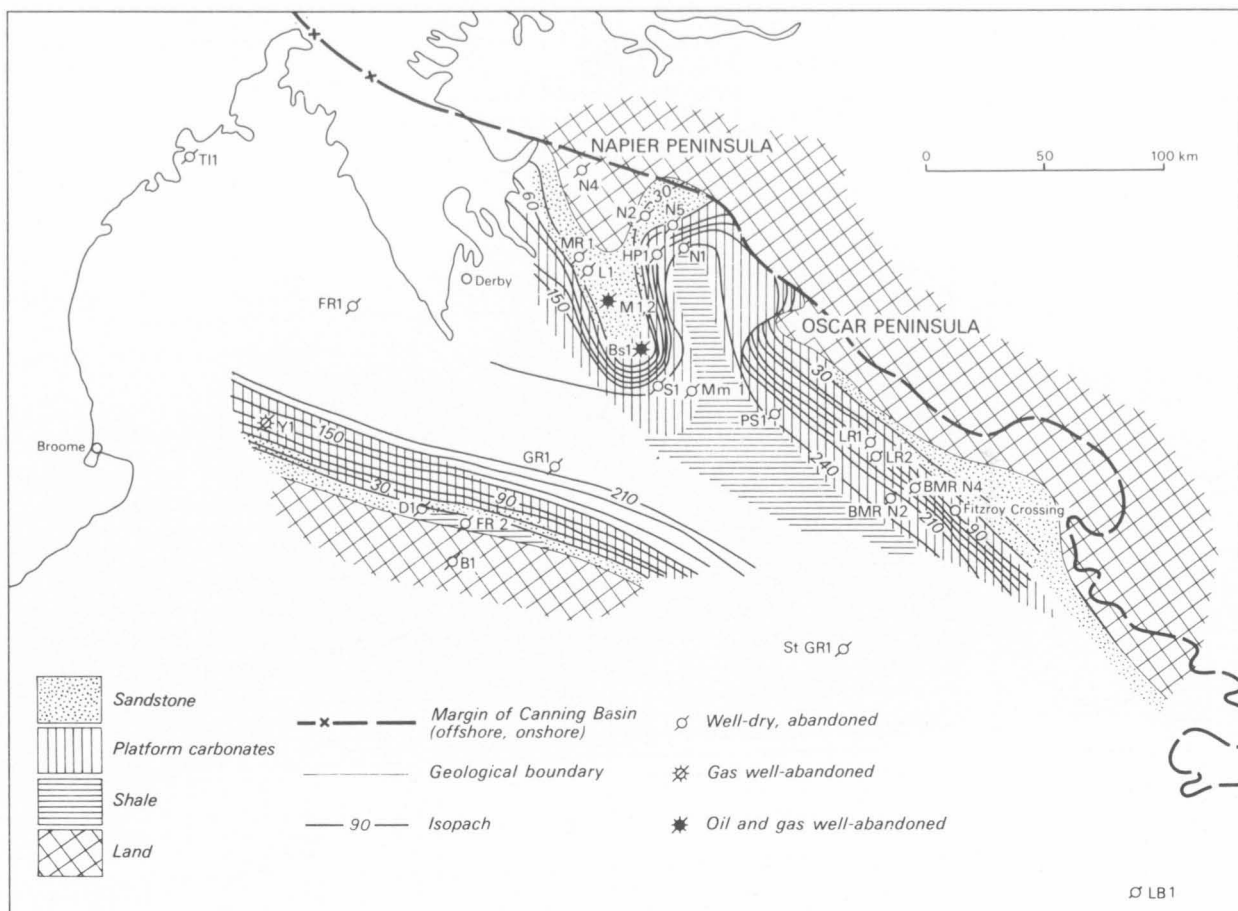 NAPIER PENINSULA
0 50 100 km
TI1
N4
60
30
N2
N5
MR 1
HP1
N1
L1
Derby
150
FR1
M 1,2
OSCAR PENINSULA
Bs1
30
S1
Mm 1
PS1
Y1
150
LR1
LR2
Broome
GR1
240
BMR N4
30
90
210
BMR N2
Fitzroy Crossing
D1
FR 2
210
90
B1
St GR1
Sandstone
Platform carbonates
Shale
Land
Margin of Canning Basin
(offshore, onshore)
Geological boundary
90 Isopach
Well-dry, abandoned
Gas well-abandoned
Oil and gas well-abandoned
LB 1